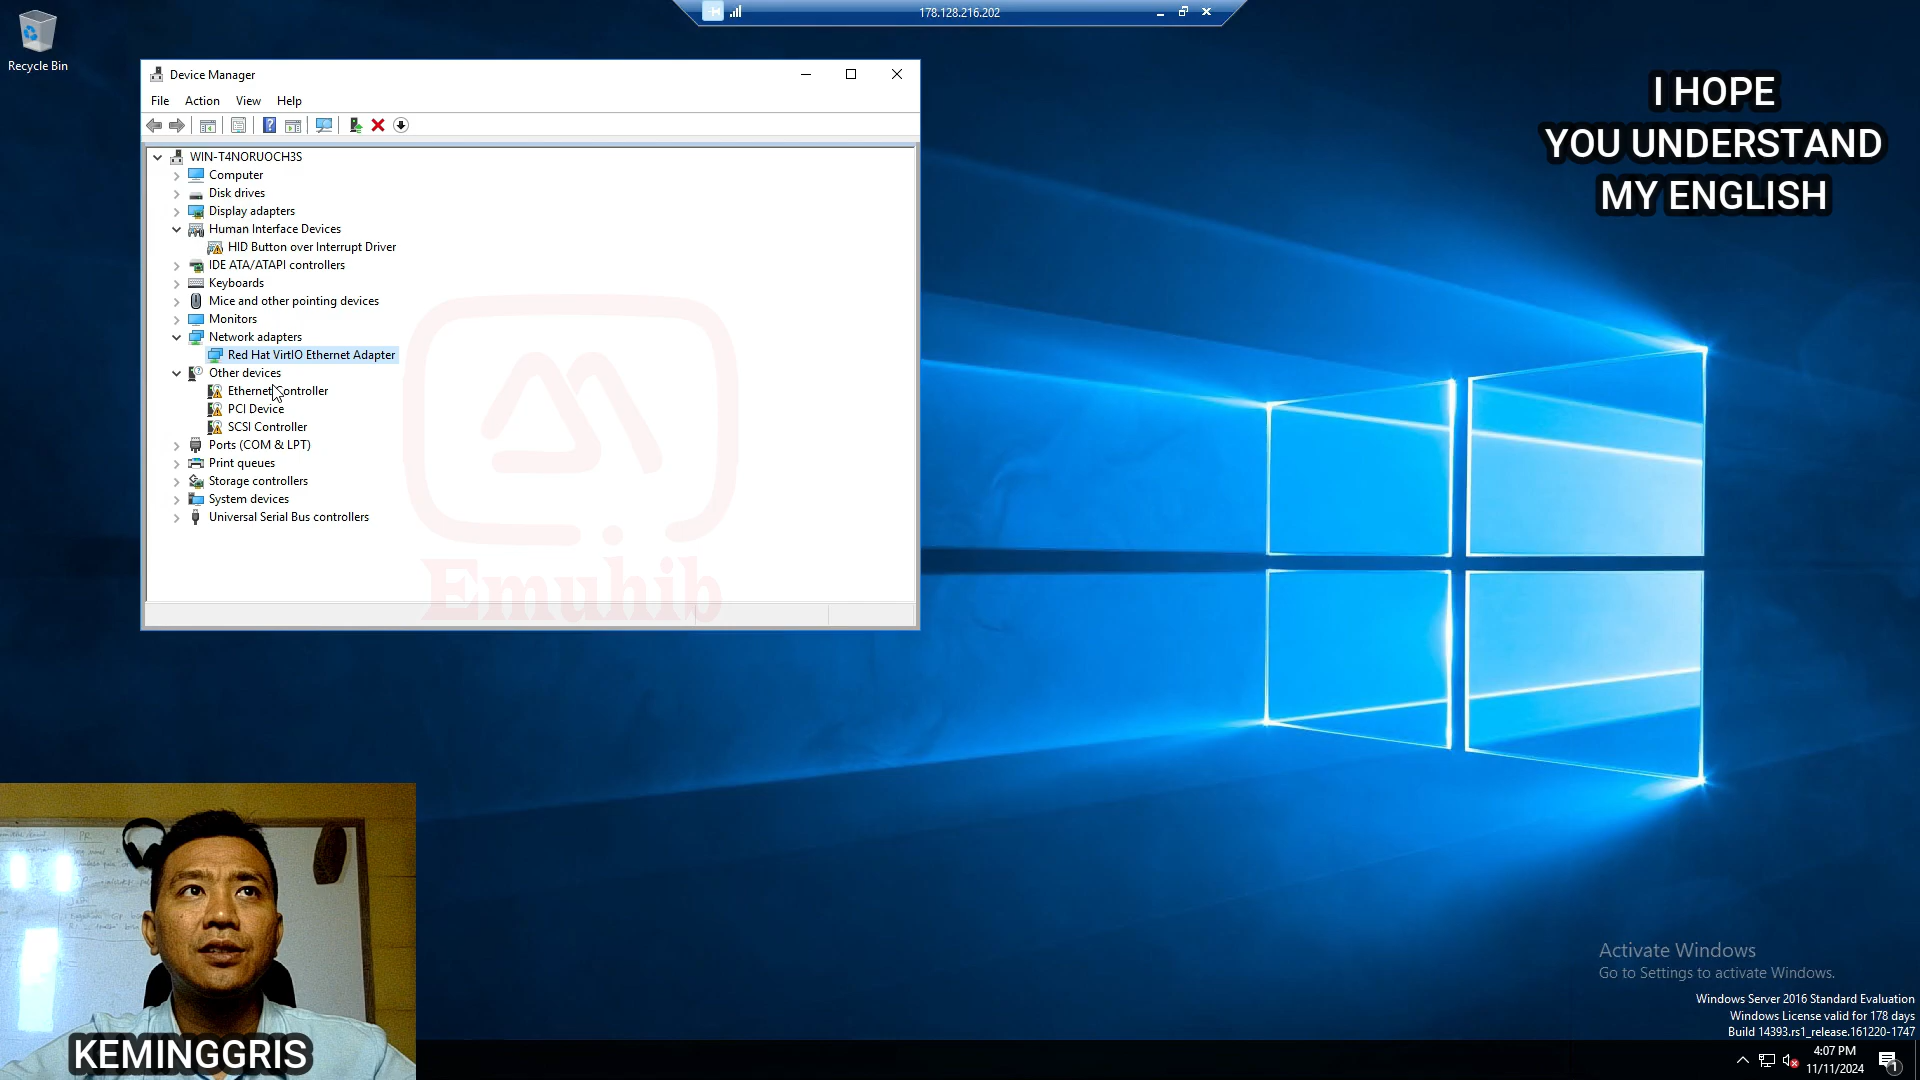 178.128.216.202
Recycle Bin
Device Manager
File Action View Help
WIN-T4NORUOCH3S
Computer
Disk drives
Display adapters
Human Interface Devices
HID Button over Interrupt Driver
IDE ATA/ATAPI controllers
Keyboards
Mice and other pointing devices
Monitors
Network adapters
Red Hat VirtIO Ethernet Adapter
Other devices
Ethernet Controller
PCI Device
SCSI Controller
Ports (COM & LPT)
Print queues
Storage controllers
System devices
Universal Serial Bus controllers
Emuhib
I HOPE
YOU UNDERSTAND
MY ENGLISH
KEMINGGRIS
Activate Windows
Go to Settings to activate Windows.
Windows Server 2016 Standard Evaluation
Windows License valid for 178 days
Build 14393.rs1_release.161220-1747
4:07 PM
11/11/2024
1